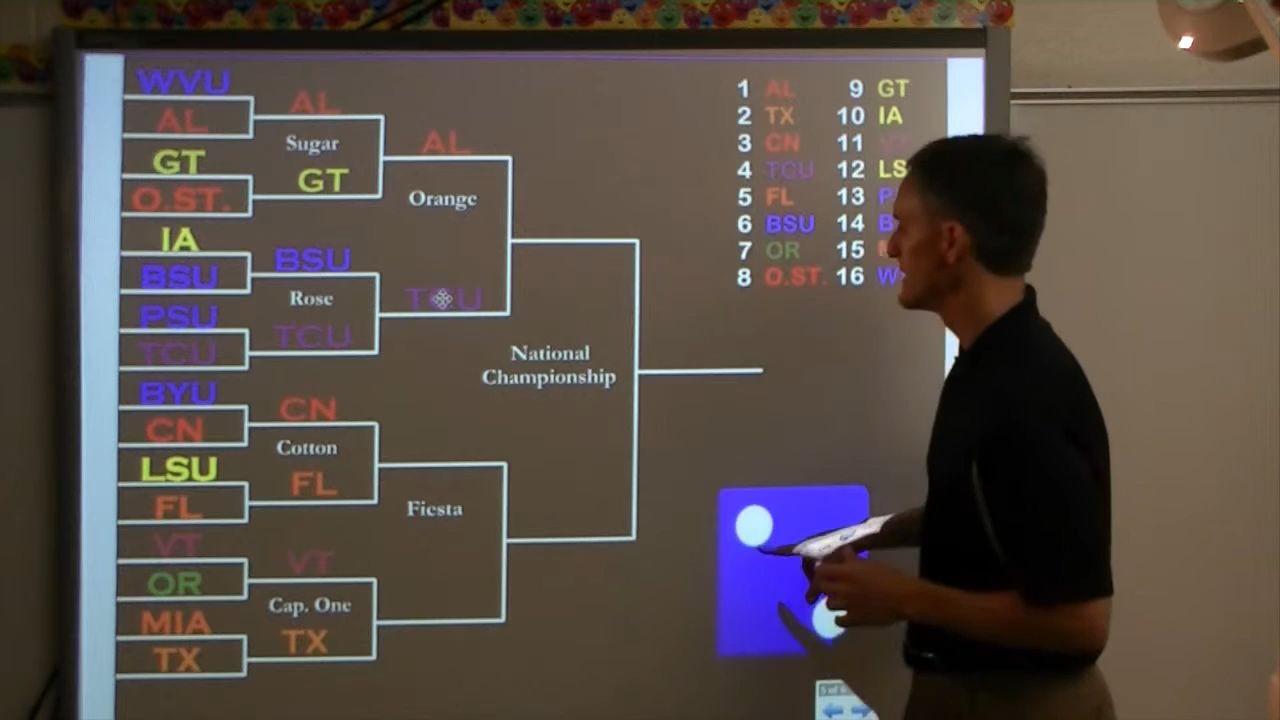 WVU
AL
GT
O.ST.
IA
BSU
PSU
TCU
BYU
CN
LSU
FL
VT
OR
MIA
TX
AL
Sugar
GT
BSU
Rose
TCU
CN
Cotton
FL
VT
Cap. One
TX
AL
Orange
TCU
Fiesta
National
Championship
1 AL 9 GT
2 TX 10 IA
3 CN 11
4 TCU 12 LS
5 FL 13 P
6 BSU 14 B
7 OR 15
8 O.ST. 16 W